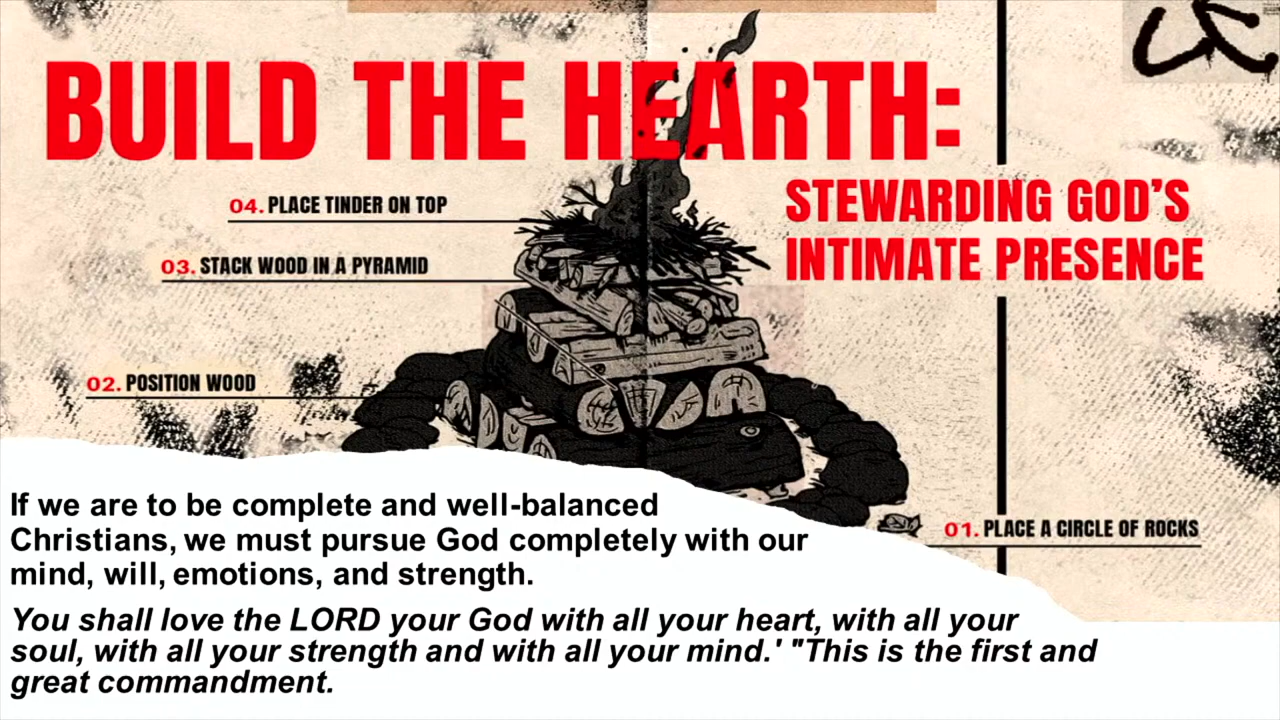 BUILD THE HEARTH:
STEWARDING GOD'S
INTIMATE PRESENCE
04. PLACE TINDER ON TOP
03. STACK WOOD IN A PYRAMID
02. POSITION WOOD
01. PLACE A CIRCLE OF ROCKS
If we are to be complete and well-balanced
Christians, we must pursue God completely with our
mind, will, emotions, and strength.
You shall love the LORD your God with all your heart, with all your
soul, with all your strength and with all your mind.' "This is the first and
great commandment.